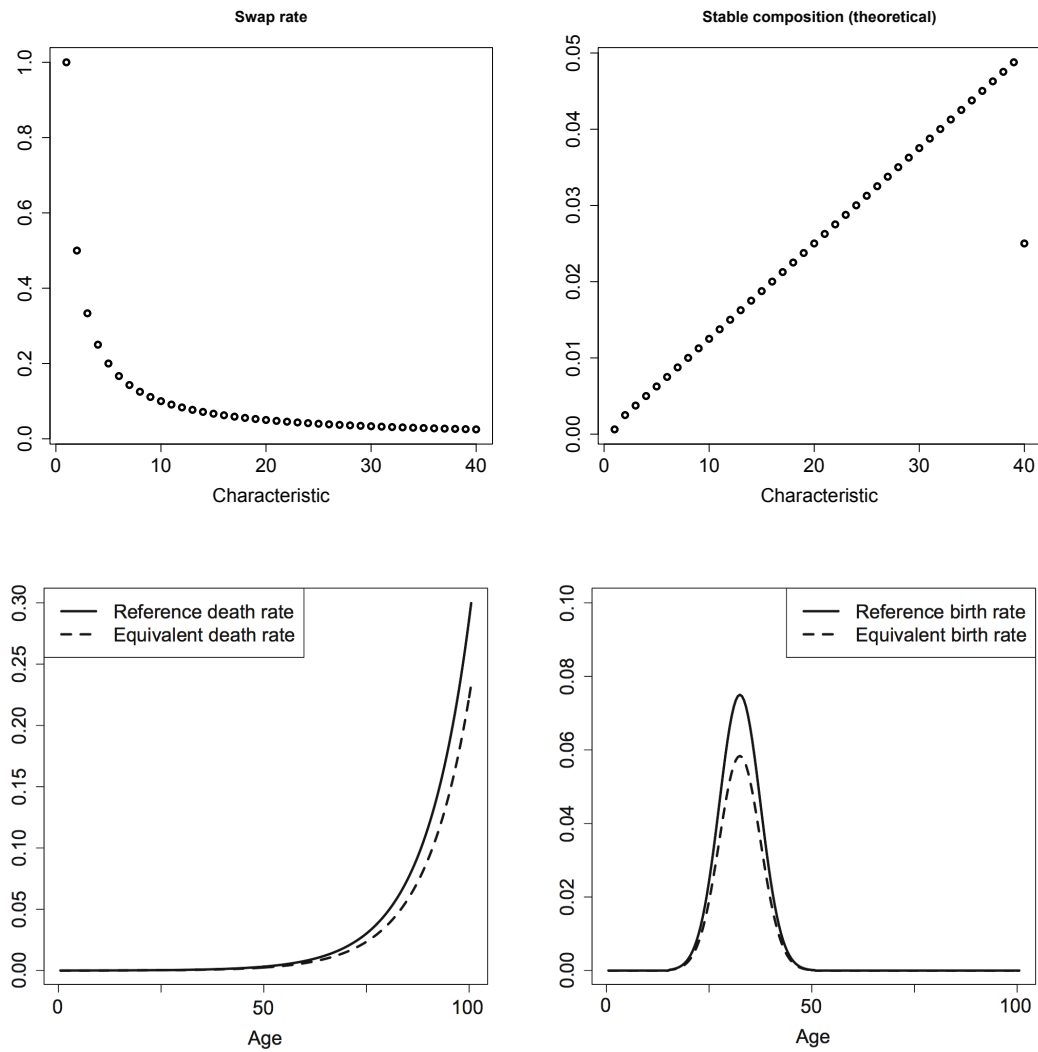 Swap rate
1.0
0.8
0.6
0.4
0.2
0.0
0 10 20 30 40
Characteristic
Stable composition (theoretical)
0.05
0.04
0.03
0.02
0.01
0.00
0 10 20 30 40
Characteristic
Reference death rate
Equivalent death rate
0.30
0.25
0.20
0.15
0.10
0.05
0.00
0 50 100
Age
Reference birth rate
Equivalent birth rate
0.10
0.08
0.06
0.04
0.02
0.00
0 50 100
Age